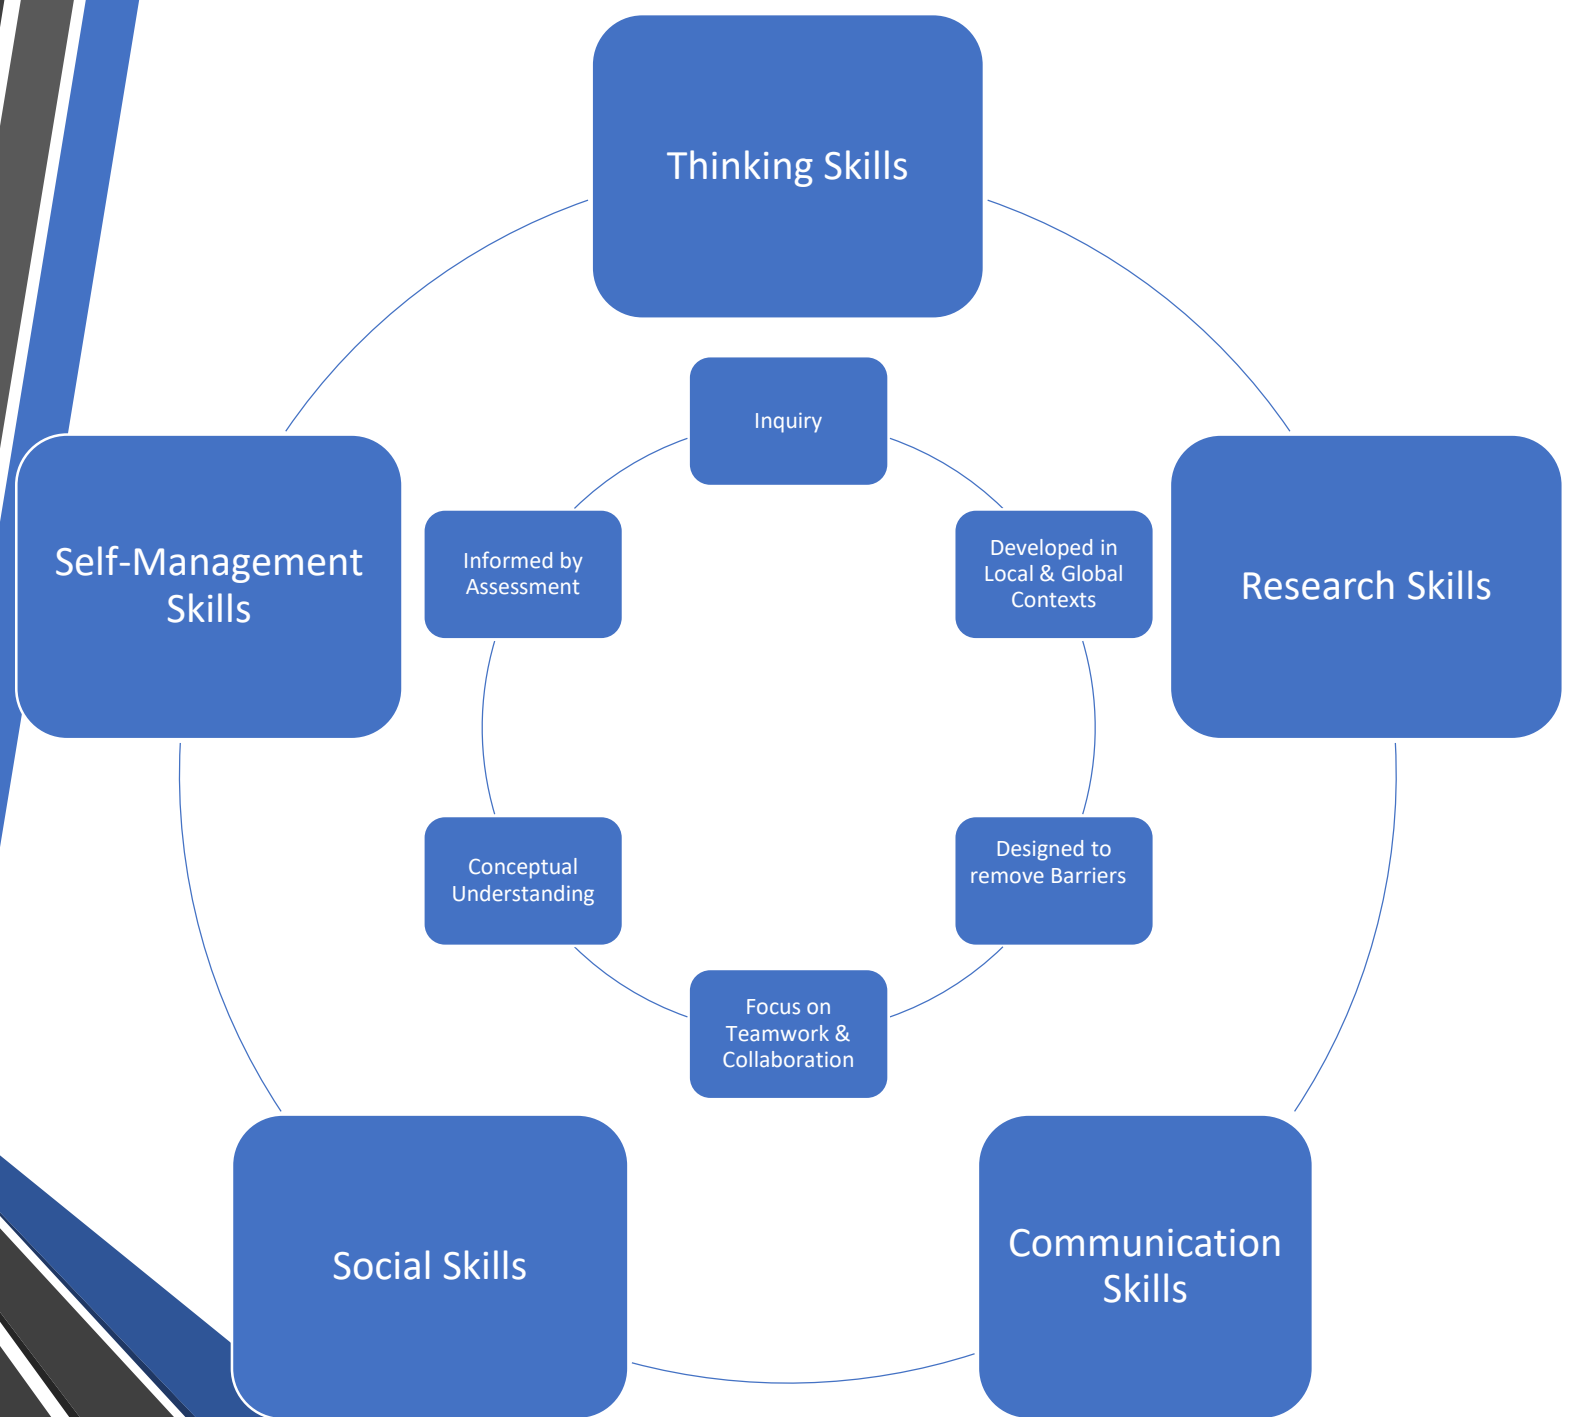 Thinking Skills
Inquiry
Developed in
Local & Global
Contexts
Designed to
remove Barriers
Focus on
Teamwork &
Collaboration
Conceptual
Understanding
Informed by
Assessment
Research Skills
Communication
Skills
Social Skills
Self-Management
Skills